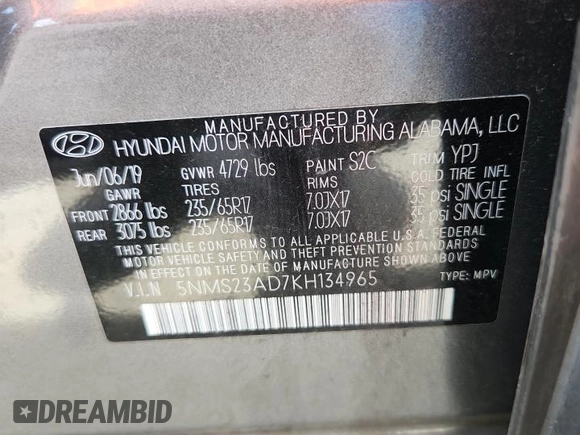 MANUFACTURED BY
HYUNDAI MOTOR MANUFACTURING ALABAMA, LLC
Jun/06/19 GVWR 4729 lbs PAINT S2C TRIM YPJ
GAWR TIRES RIMS COLD TIRE INFL
FRONT 2866 lbs 235/65R17 7.0JX17 35 psi SINGLE
REAR 3075 lbs 235/65R17 7.0JX17 35 psi SINGLE
THIS VEHICLE CONFORMS TO ALL APPLICABLE U.S.A. FEDERAL
MOTOR VEHICLE SAFETY AND THEFT PREVENTION STANDARDS
IN EFFECT ON THE DATE OF MANUFACTURE SHOWN ABOVE.
V.I.N 5NMS23AD7KH134965 TYPE: MPV
DREAMBID